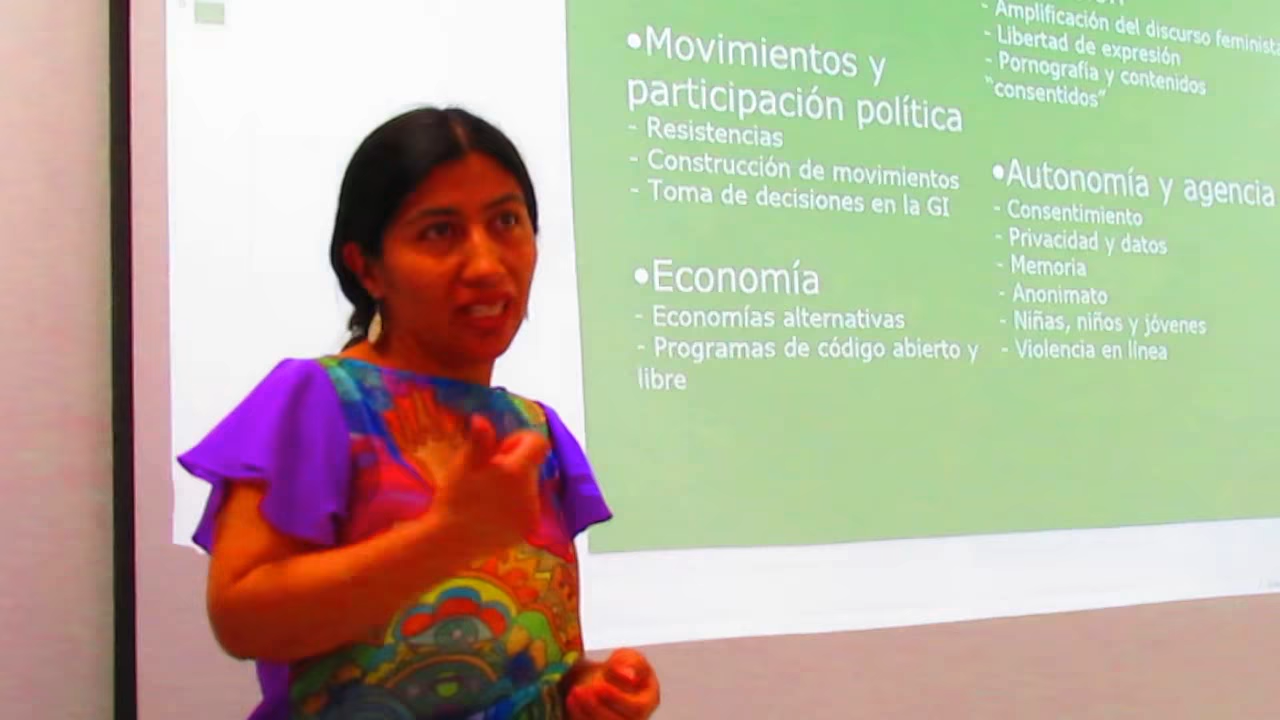 •Movimientos y
participación política
- Resistencias
- Construcción de movimientos
- Toma de decisiones en la GI
•Economía
- Economías alternativas
- Programas de código abierto y
libre
- Amplificación del discurso feminista
- Libertad de expresión
- Pornografía y contenidos
“consentidos”
•Autonomía y agencia
- Consentimiento
- Privacidad y datos
- Memoria
- Anonimato
- Niñas, niños y jóvenes
- Violencia en línea